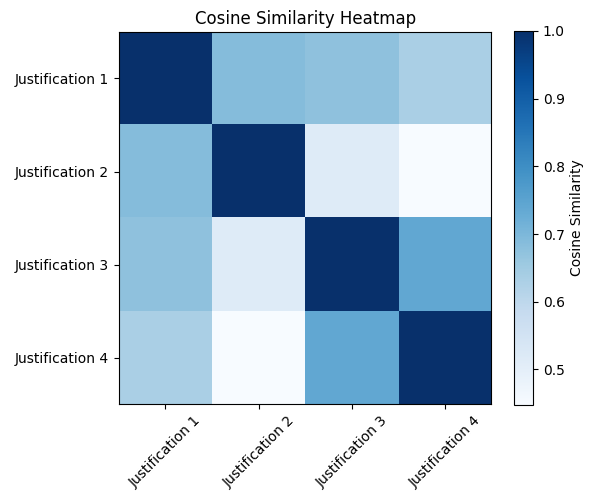 Cosine Similarity Heatmap
Justification 1
Justification 2
Justification 3
Justification 4
Justification 1
Justification 2
Justification 3
Justification 4
1.0
0.9
0.8
0.7
0.6
0.5
Cosine Similarity